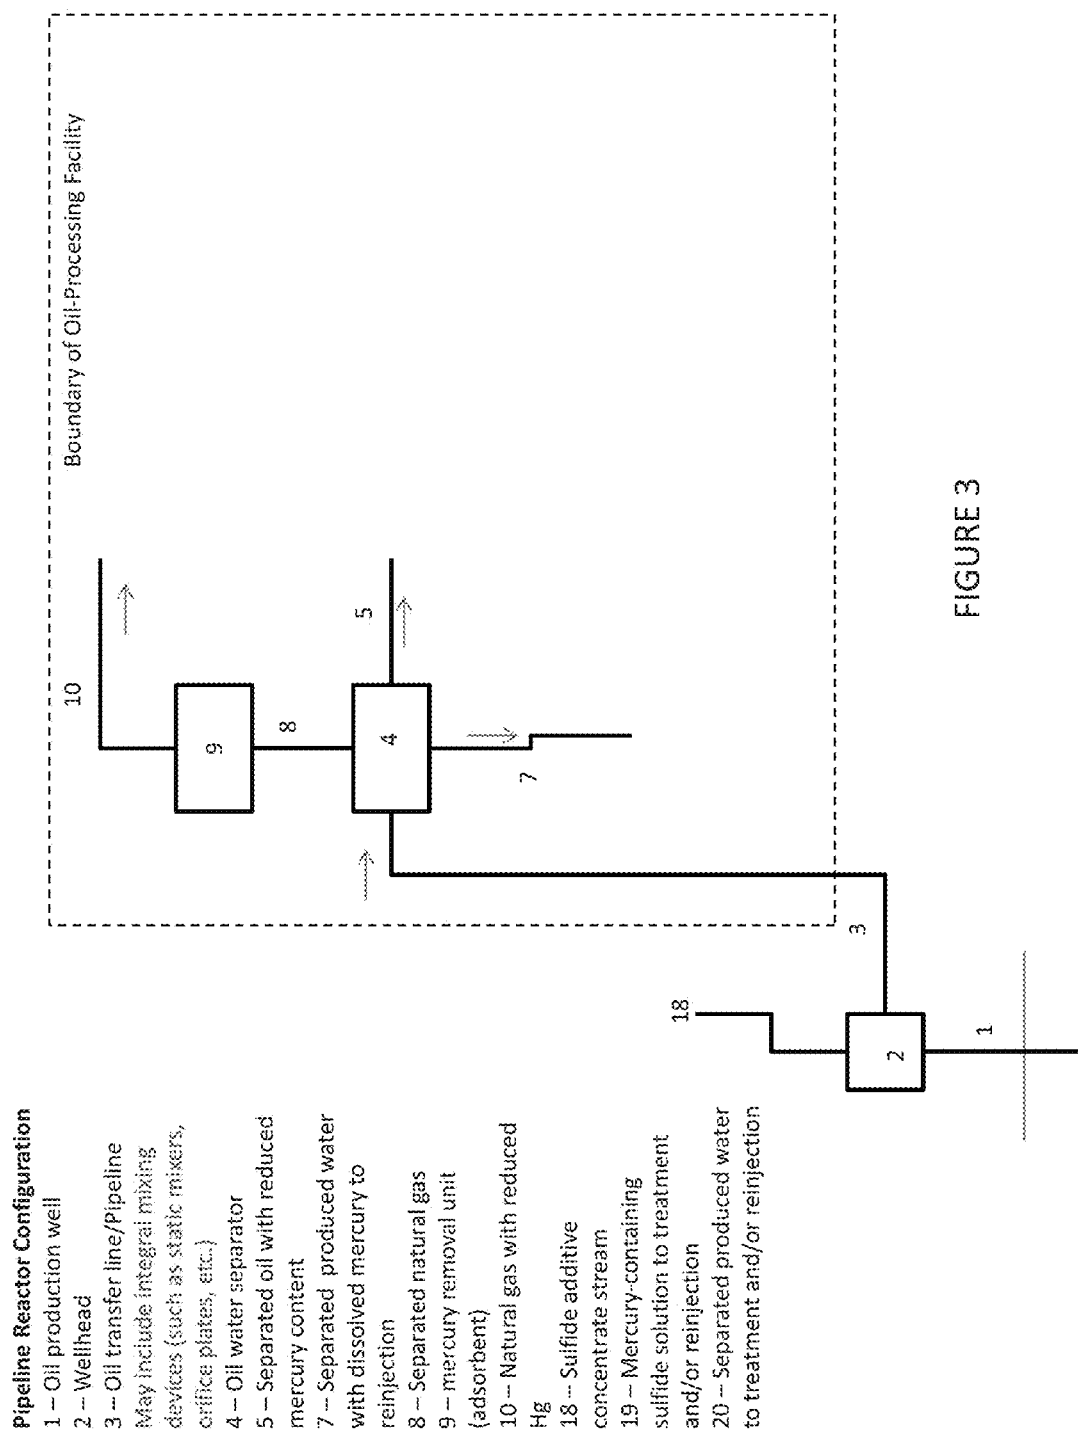 Pipeline Reactor Configuration
1 – Oil production well
2 – Wellhead
3 – Oil transfer line/Pipeline
May include integral mixing
devices (such as static mixers,
orifice plates, etc.)
4 – Oil water separator
5 – Separated oil with reduced
mercury content
7 – Separated produced water
with dissolved mercury to
reinjection
8 – Separated natural gas
9 – mercury removal unit
(adsorbent)
10 – Natural gas with reduced
Hg
18 – Sulfide additive
concentrate stream
19 – Mercury-containing
sulfide solution to treatment
and/or reinjection
20 – Separated produced water
to treatment and/or reinjection
Boundary of Oil-Processing Facility
10
9
8
5
4
7
3
18
2
1
FIGURE 3